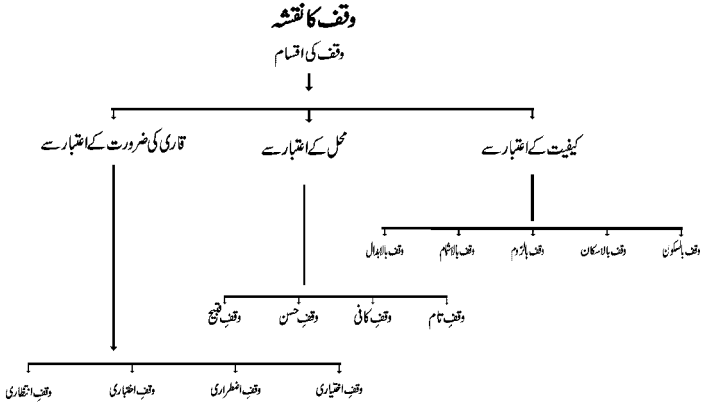 وقف کا نقشہ
وقف کی اقسام
کیفیت کے اعتبار سے
محل کے اعتبار سے
قاری کی ضرورت کے اعتبار سے
وقف بالسکون
وقف بالاسکان
وقف بالروم
وقف بالاشمام
وقف بالابدال
وقفِ تام
وقفِ کافی
وقفِ حسن
وقفِ قبیح
وقفِ اختیاری
وقفِ اضطراری
وقفِ اختباری
وقفِ انتظاری